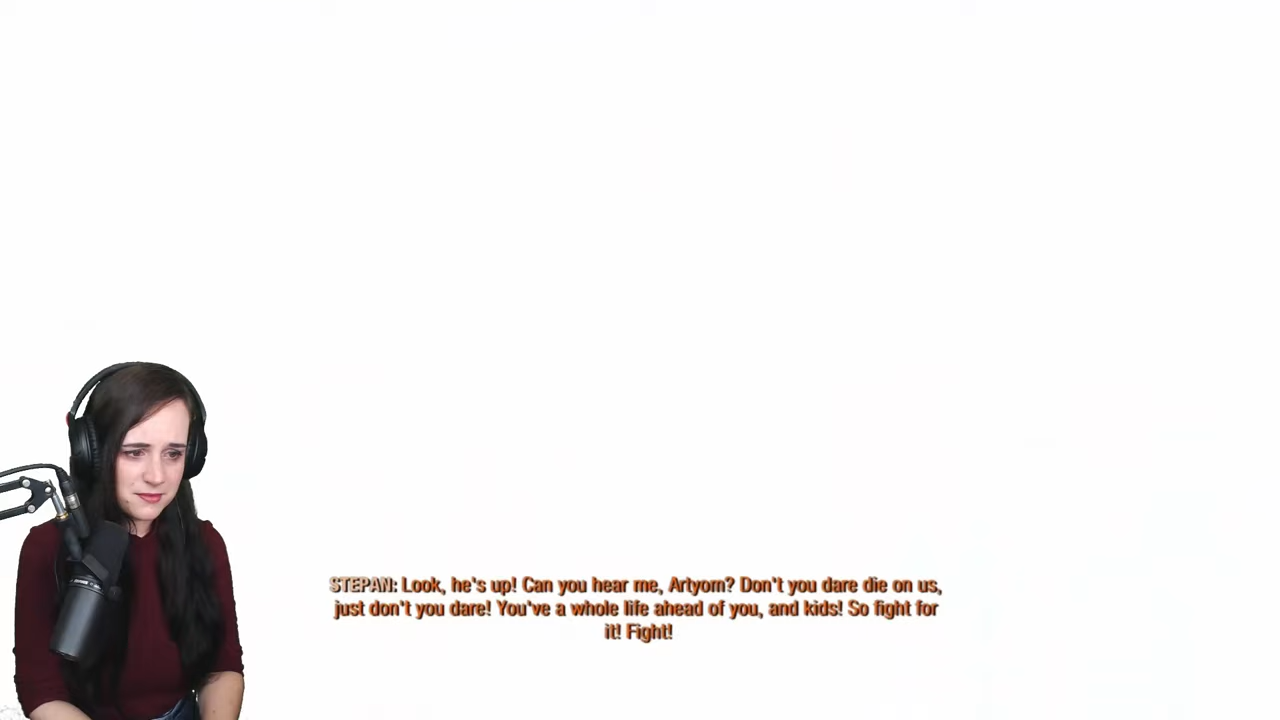 STEPAN: Look, he's up! Can you hear me, Artyom? Don't you dare die on us,
just don't you dare! You've a whole life ahead of you, and kids! So fight for
it! Fight!